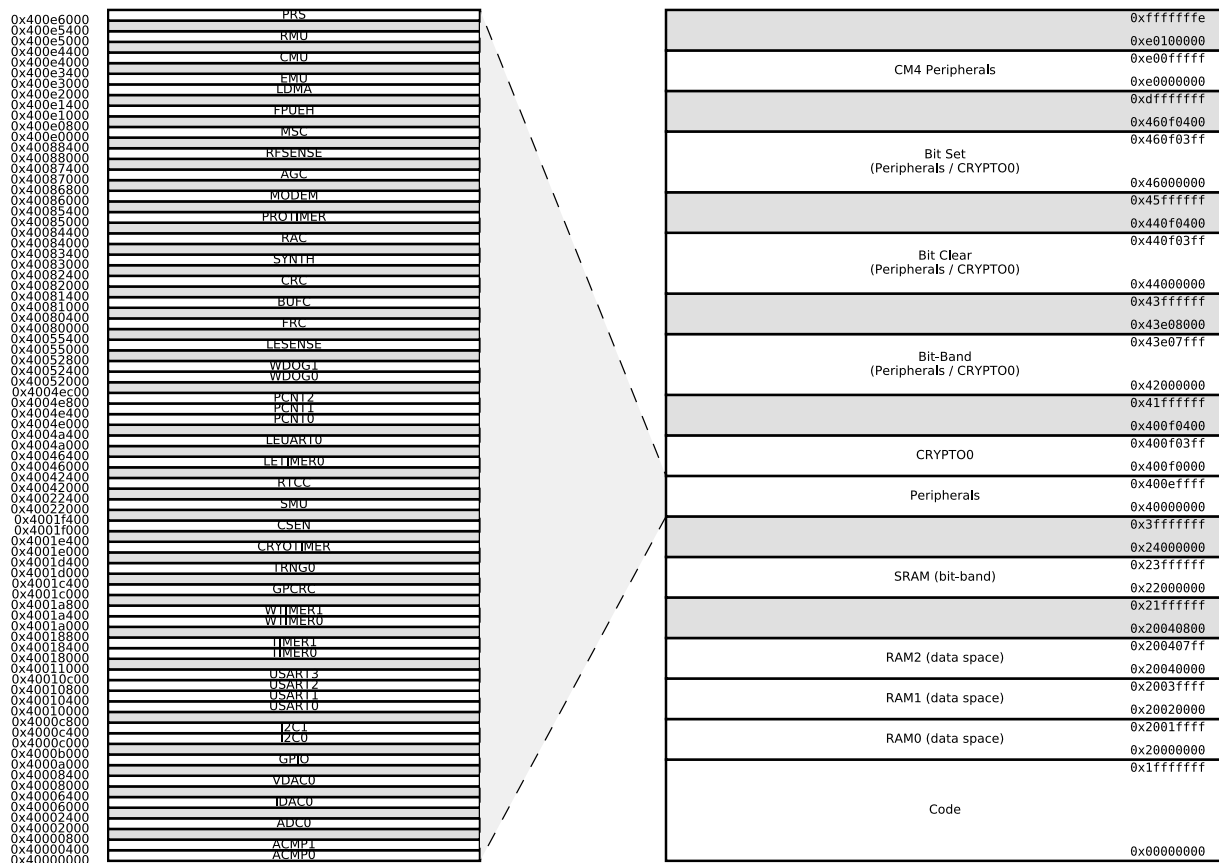 0x400e6000
0x400e5400
0x400e5000
0x400e4400
0x400e4000
0x400e3400
0x400e3000
0x400e2000
0x400e1400
0x400e1000
0x400e0800
0x400e0000
0x40088400
0x40088000
0x40087400
0x40087000
0x40086800
0x40086000
0x40085400
0x40085000
0x40084400
0x40084000
0x40083400
0x40083000
0x40082400
0x40082000
0x40081400
0x40081000
0x40080400
0x40080000
0x40055400
0x40055000
0x40052800
0x40052400
0x40052000
0x4004ec00
0x4004e800
0x4004e400
0x4004e000
0x4004a400
0x4004a000
0x40046400
0x40046000
0x40042400
0x40042000
0x40022400
0x40022000
0x4001f400
0x4001f000
0x4001e400
0x4001e000
0x4001d400
0x4001d000
0x4001c400
0x4001c000
0x4001a800
0x4001a400
0x4001a000
0x40018800
0x40018400
0x40018000
0x40011000
0x40010c00
0x40010800
0x40010400
0x40010000
0x4000c800
0x4000c400
0x4000c000
0x4000b000
0x4000a000
0x40008400
0x40008000
0x40006400
0x40006000
0x40002400
0x40002000
0x40000800
0x40000400
0x40000000
PRS
RMU
CMU
EMU
LDMA
FPUEH
MSC
RFSENSE
AGC
MODEM
PROTIMER
RAC
SYNTH
CRC
BUFC
FRC
LESENSE
WDOG1
WDOG0
PCNT2
PCNT1
PCNT0
LEUART0
LETIMER0
RTCC
SMU
CSEN
CRYOTIMER
TRNG0
GPCRC
WTIMER1
WTIMER0
TIMER1
TIMER0
USART3
USART2
USART1
USART0
I2C1
I2C0
GPIO
VDAC0
IDAC0
ADC0
ACMP1
ACMP0
0xfffffffe
0xe0100000
0xe00fffff
CM4 Peripherals
0xe0000000
0xdfffffff
0x460f0400
0x460f03ff
Bit Set
(Peripherals / CRYPTO0)
0x46000000
0x45ffffff
0x440f0400
0x440f03ff
Bit Clear
(Peripherals / CRYPTO0)
0x44000000
0x43ffffff
0x43e08000
0x43e07fff
Bit-Band
(Peripherals / CRYPTO0)
0x42000000
0x41ffffff
0x400f0400
0x400f03ff
CRYPTO0
0x400f0000
0x400effff
Peripherals
0x40000000
0x3fffffff
0x24000000
0x23ffffff
SRAM (bit-band)
0x22000000
0x21ffffff
0x20040800
0x200407ff
RAM2 (data space)
0x20040000
0x2003ffff
RAM1 (data space)
0x20020000
0x2001ffff
RAM0 (data space)
0x20000000
0x1fffffff
Code
0x00000000